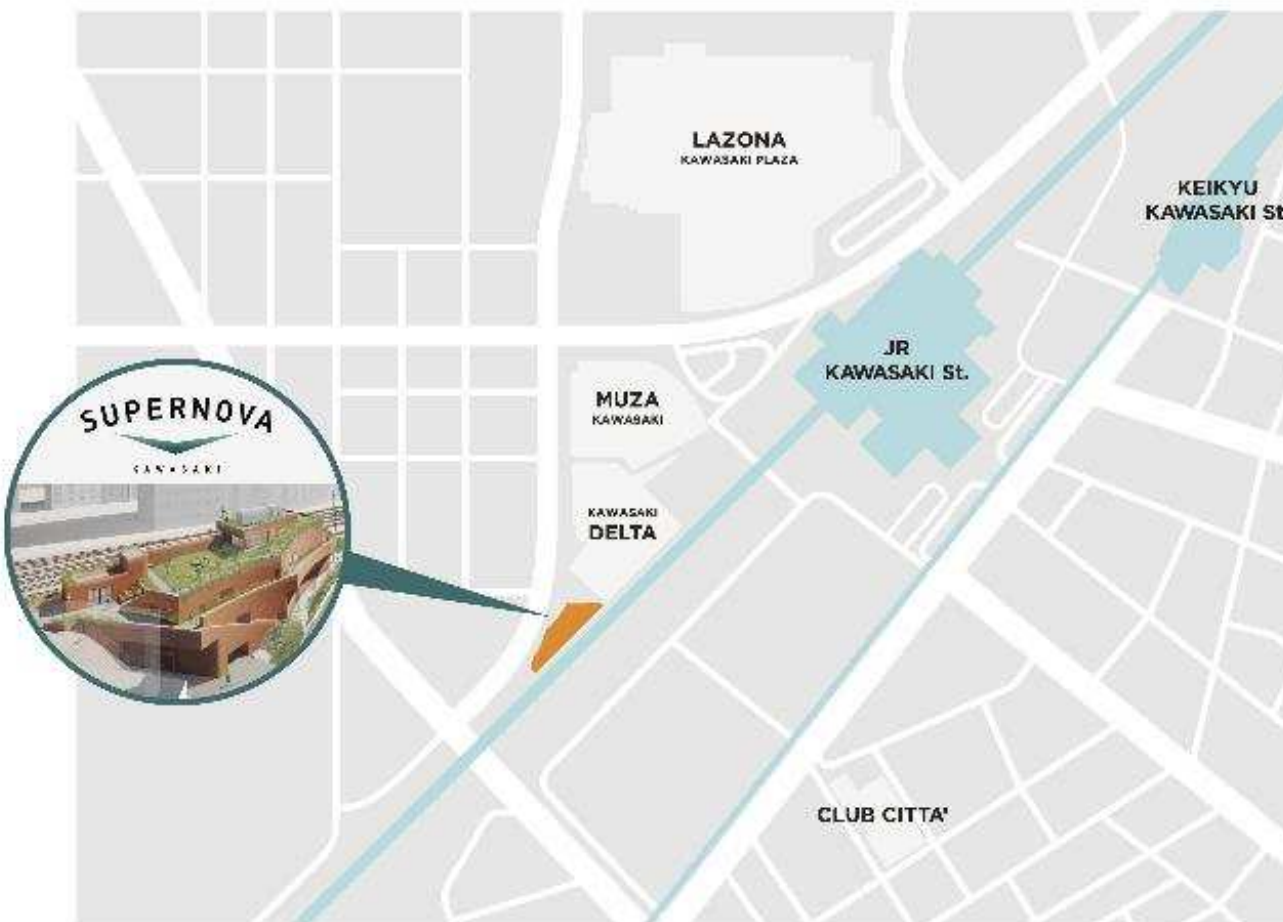 LAZONA
KAWASAKI PLAZA
KEIKYU
KAWASAKI St
JR
KAWASAKI St.
MUZA
KAWASAKI
SUPERNOVA
KAWASAKI
KAWASAKI
DELTA
CLUB CITTA'